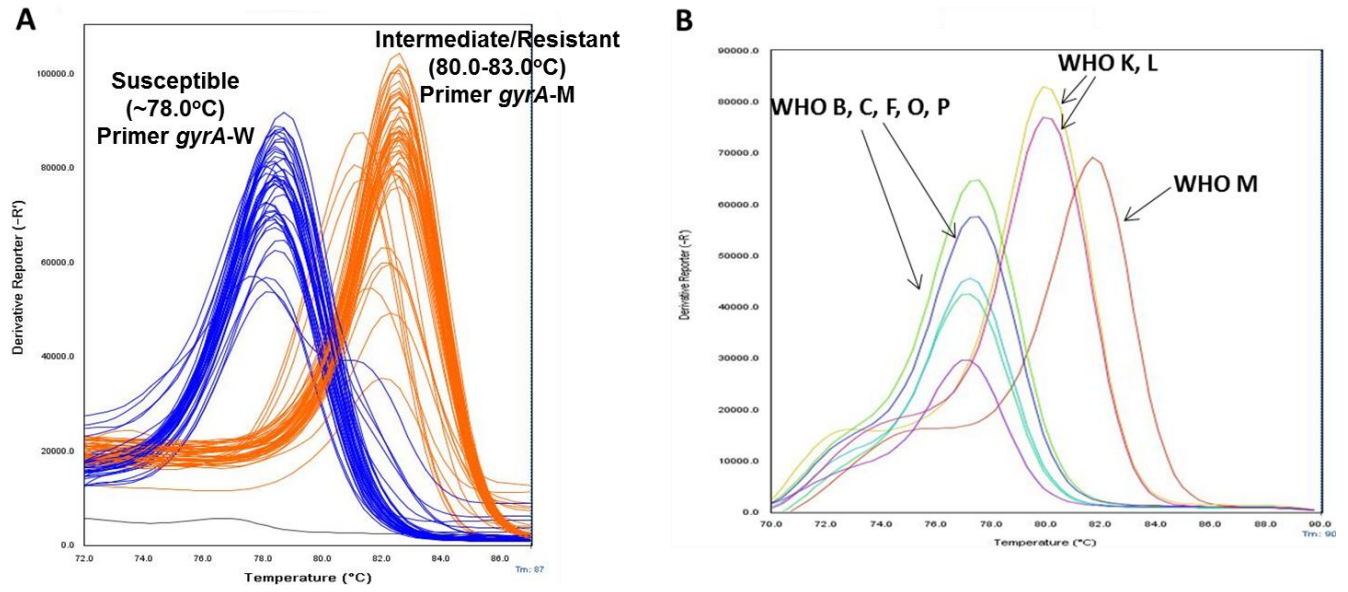 A
Susceptible
(~78.0ºC)
Primer gyrA-W
Intermediate/Resistant
(80.0-83.0ºC)
Primer gyrA-M
Derivative Reporter (−R')
100000.0
80000.0
60000.0
40000.0
20000.0
0.0
72.0 74.0 76.0 78.0 80.0 82.0 84.0 86.0
Tm: 87
Temperature (°C)
B
WHO B, C, F, O, P
WHO K, L
WHO M
Derivative Reporter (−R')
90000.0
80000.0
70000.0
60000.0
50000.0
40000.0
30000.0
20000.0
10000.0
0.0
70.0 72.0 74.0 76.0 78.0 80.0 82.0 84.0 86.0 88.0 90.0
Tm: 90
Temperature (°C)